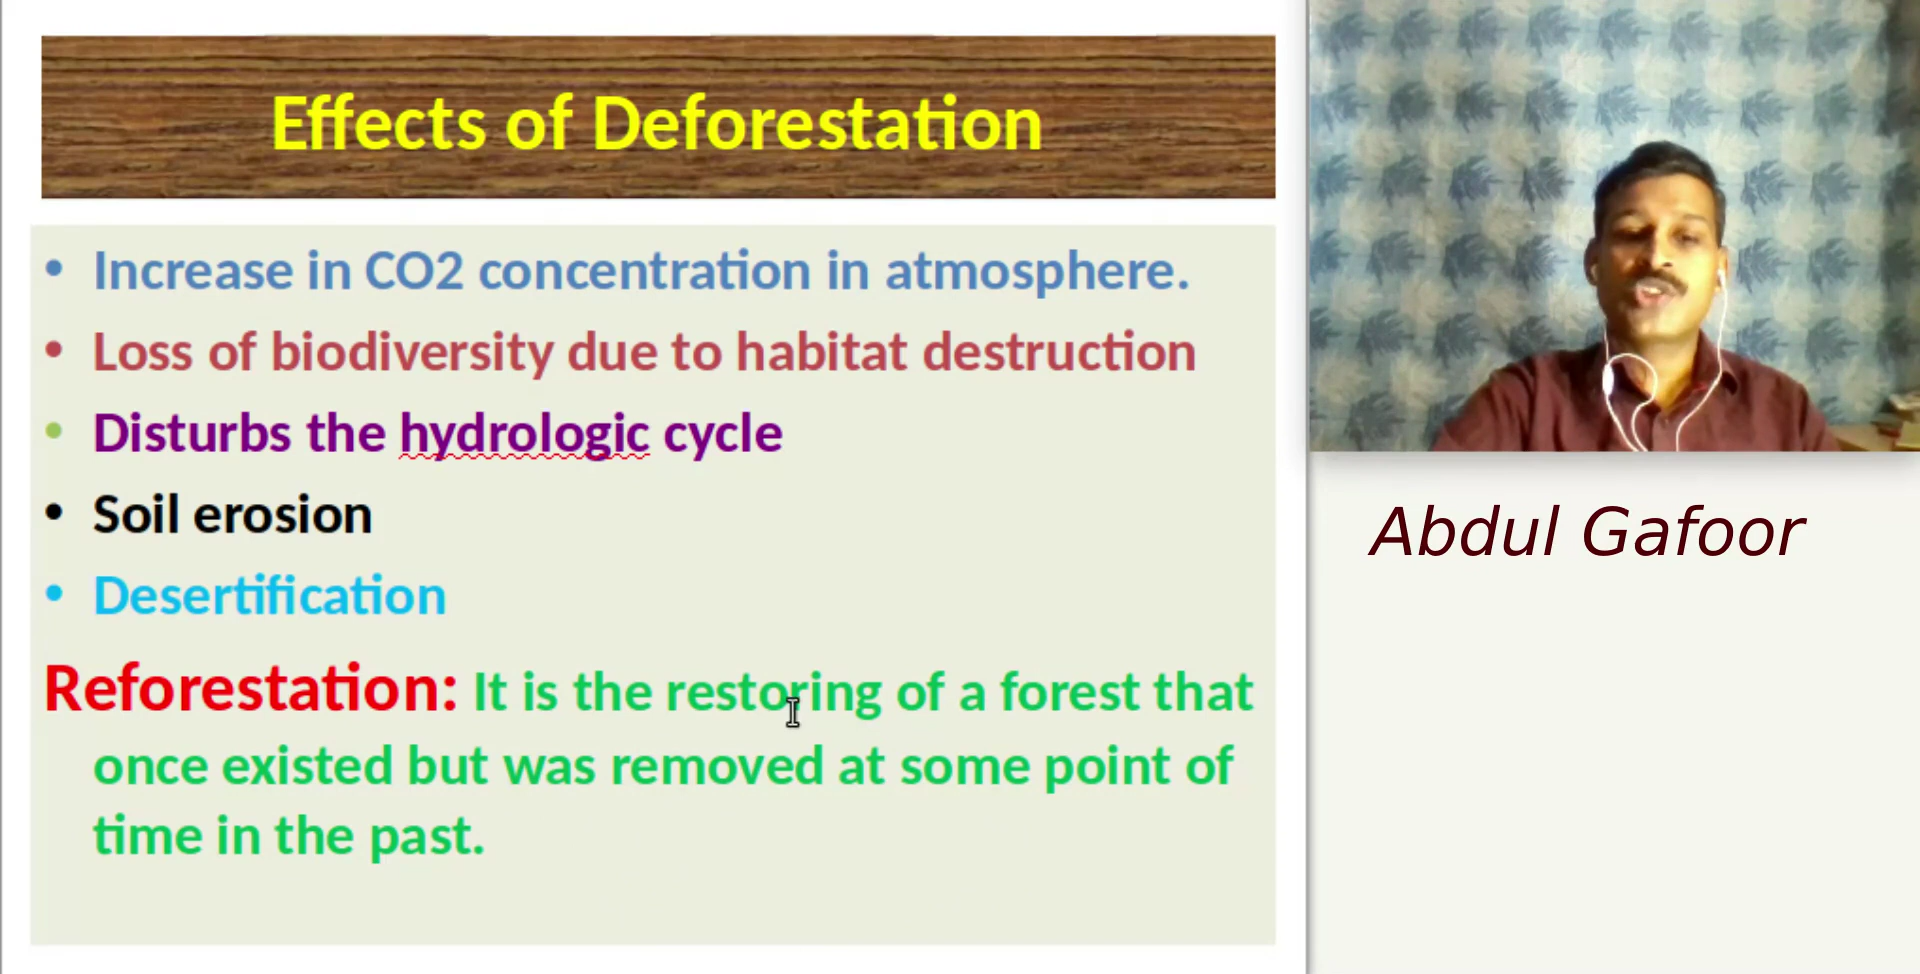 Effects of Deforestation
• Increase in CO2 concentration in atmosphere.
• Loss of biodiversity due to habitat destruction
• Disturbs the hydrologic cycle
• Soil erosion
• Desertification
Reforestation: It is the restoring of a forest that
once existed but was removed at some point of
time in the past.
Abdul Gafoor